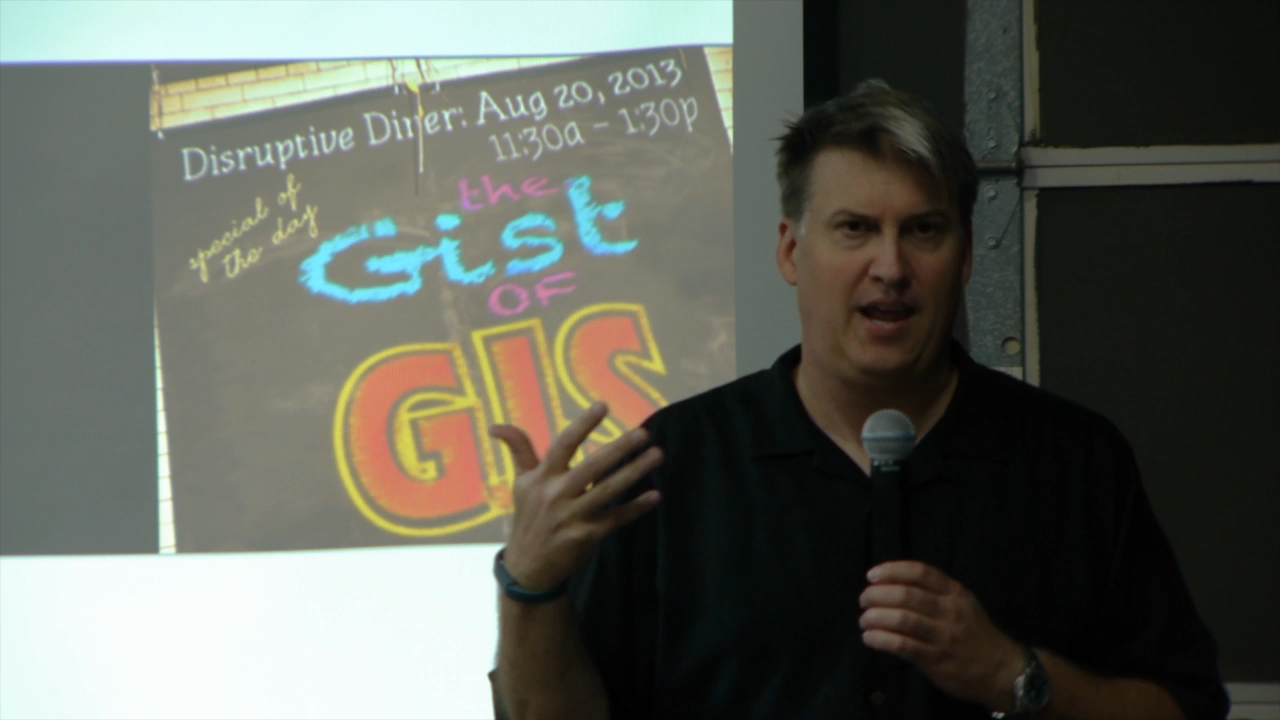 Disruptive Diner: Aug 20, 2013
11:30a - 1:30p
special of
the day
the
Gist
OF
GIS